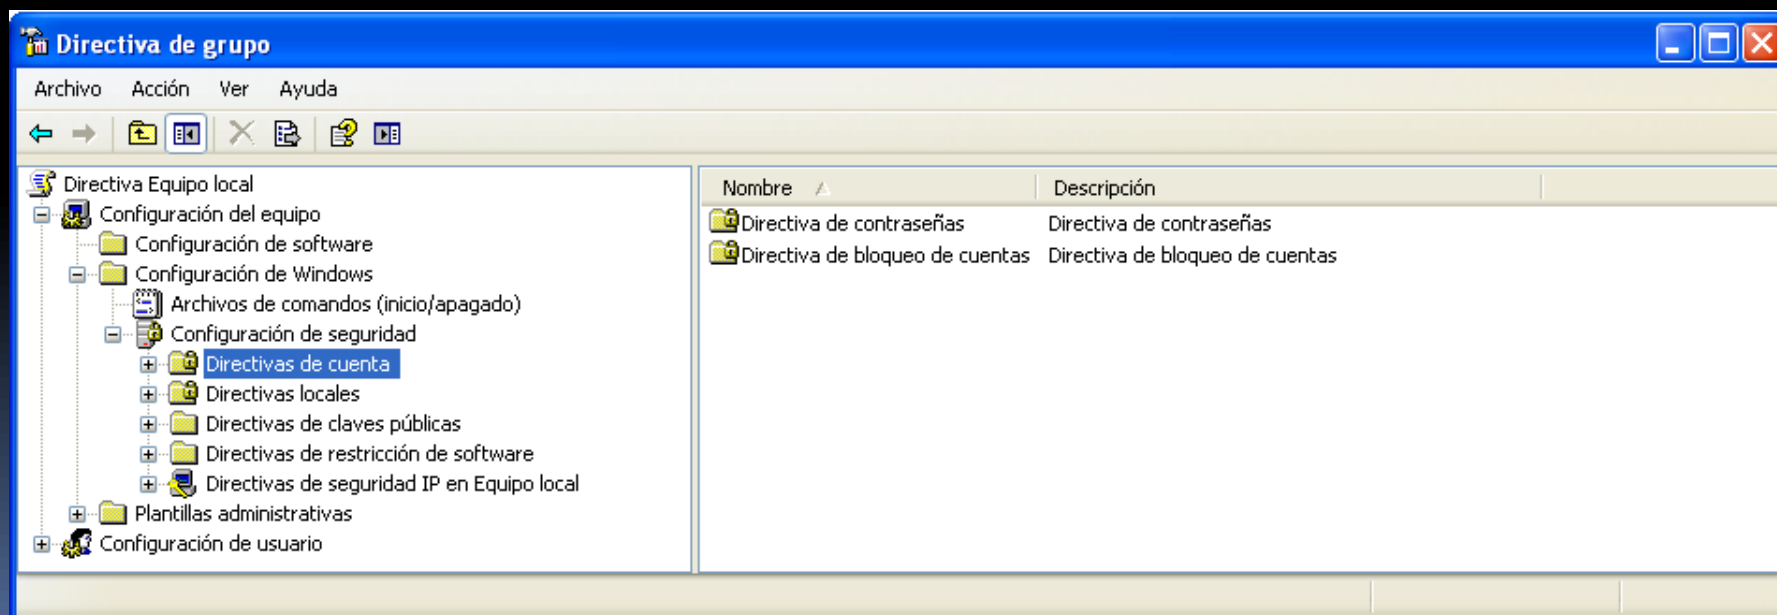 Directiva de grupo
Archivo Acción Ver Ayuda
Directiva Equipo local
Configuración del equipo
Configuración de software
Configuración de Windows
Archivos de comandos (inicio/apagado)
Configuración de seguridad
Directivas de cuenta
Directivas locales
Directivas de claves públicas
Directivas de restricción de software
Directivas de seguridad IP en Equipo local
Plantillas administrativas
Configuración de usuario
Nombre Descripción
Directiva de contraseñas Directiva de contraseñas
Directiva de bloqueo de cuentas Directiva de bloqueo de cuentas